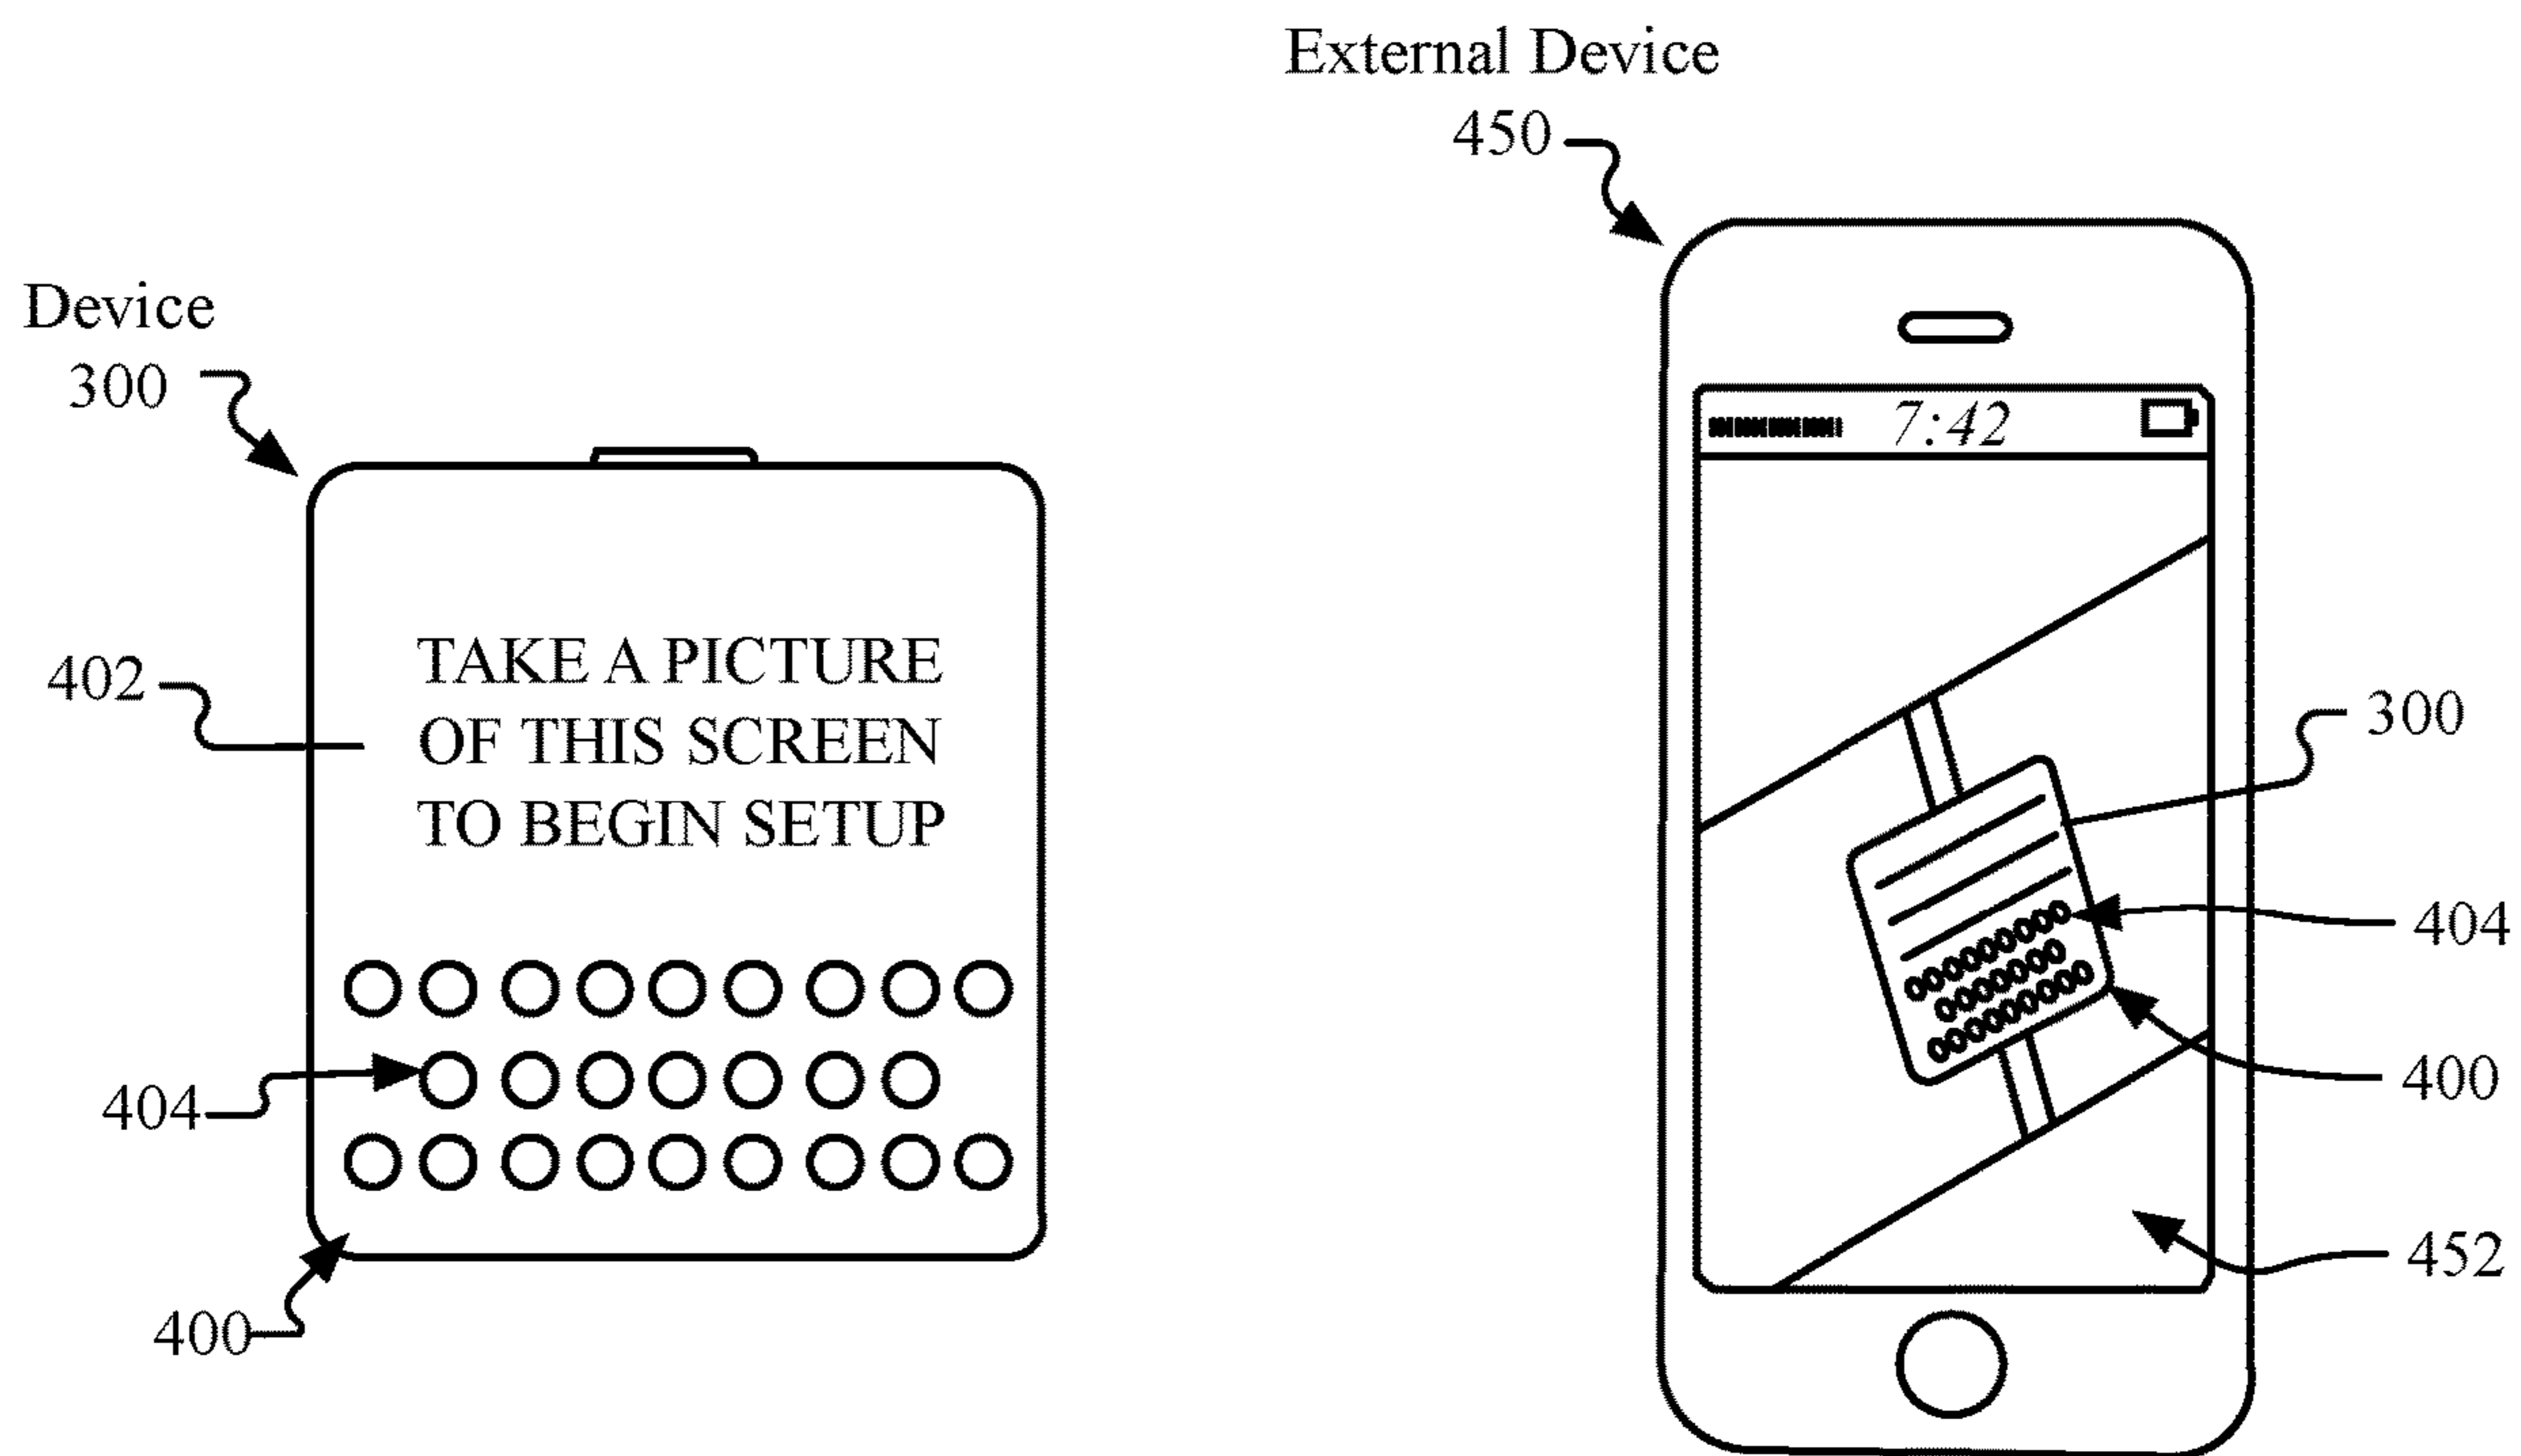 External Device
450
Device
300
7:42
402
TAKE A PICTURE
OF THIS SCREEN
TO BEGIN SETUP
300
404
404
400
400
452